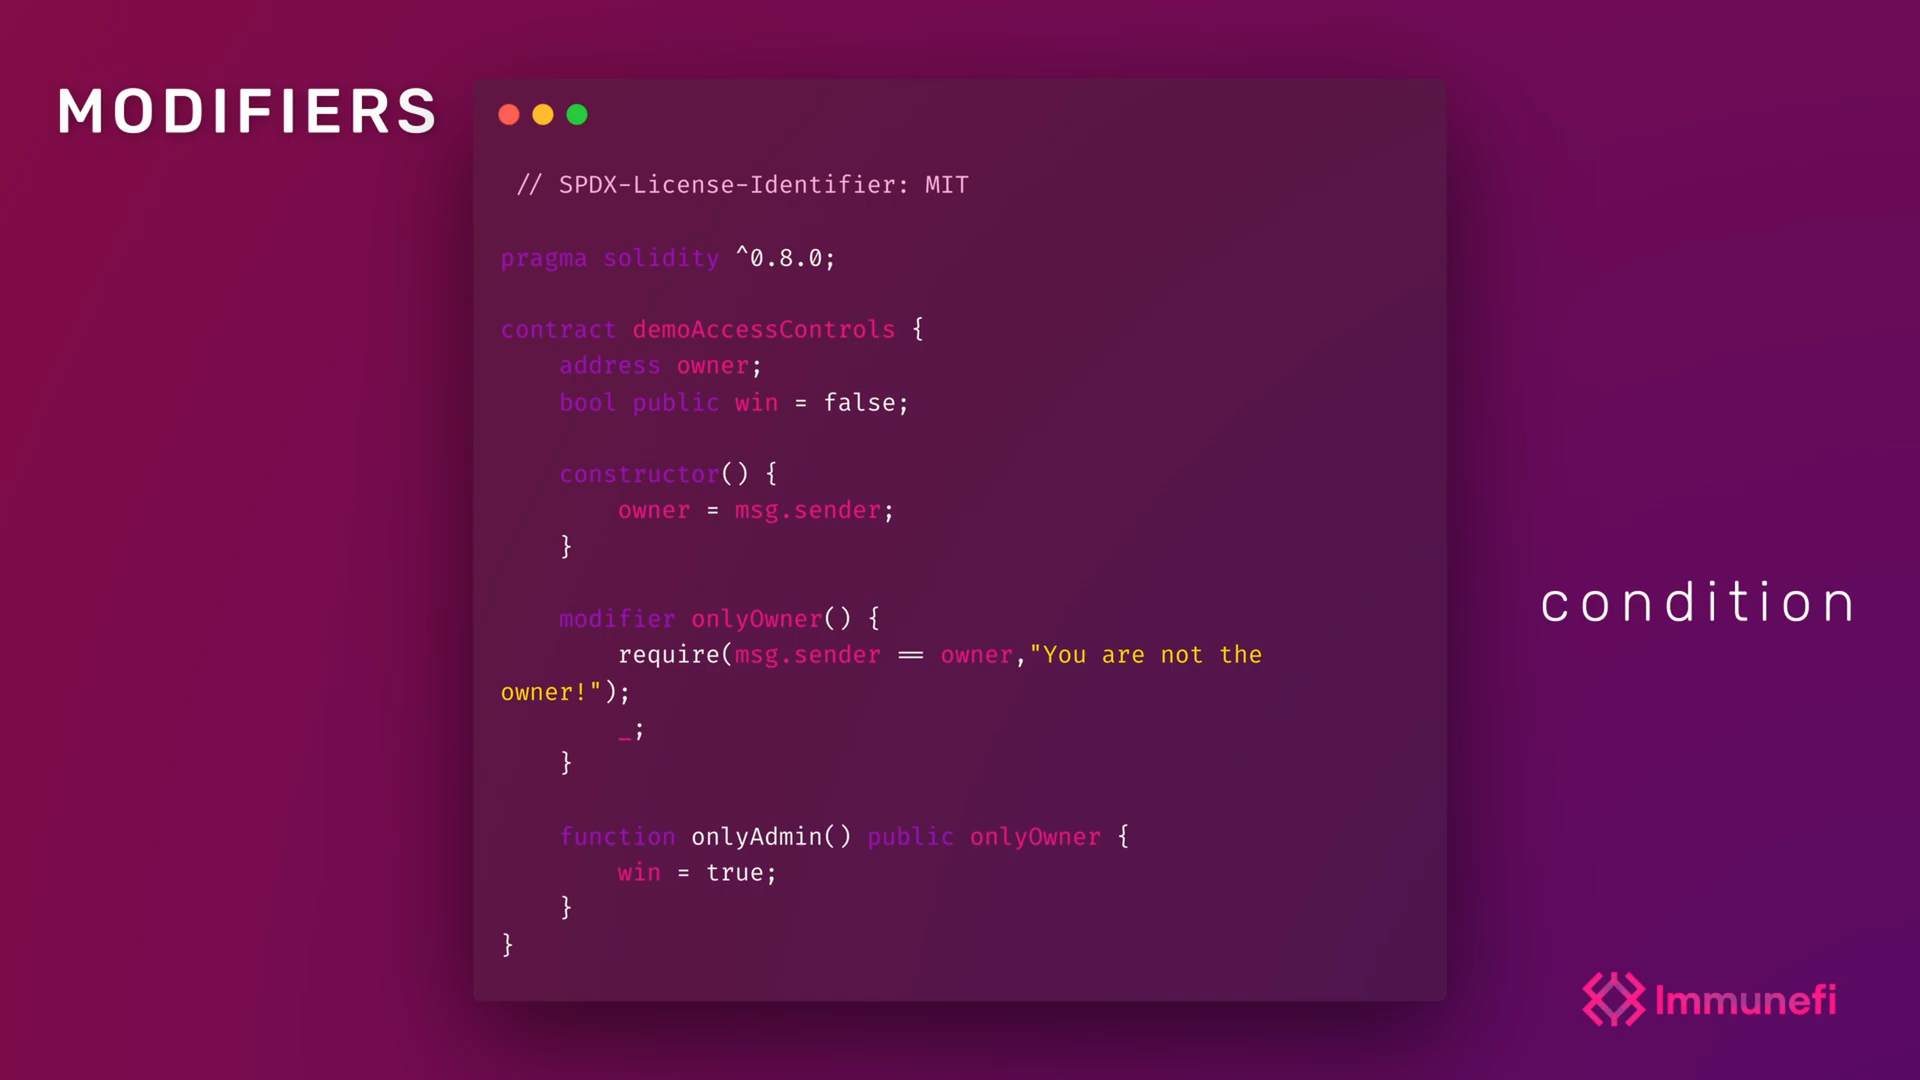 MODIFIERS
// SPDX-License-Identifier: MIT
pragma solidity ^0.8.0;
contract demoAccessControls {
address owner;
bool public win = false;
constructor() {
owner = msg.sender;
}
modifier onlyOwner() {
require(msg.sender == owner,"You are not the
owner!");
_;
}
function onlyAdmin() public onlyOwner {
win = true;
}
}
condition
Immunefi